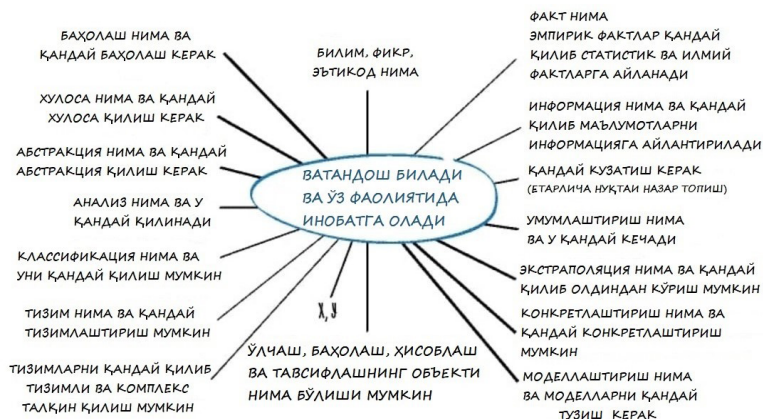 БАҲОЛАШ НИМА ВА
ҚАНДАЙ БАҲОЛАШ КЕРАК
ХУЛОСА НИМА ВА ҚАНДАЙ
ХУЛОСА ҚИЛИШ КЕРАК
АБСТРАКЦИЯ НИМА ВА ҚАНДАЙ
АБСТРАКЦИЯ ҚИЛИШ КЕРАК
АНАЛИЗ НИМА ВА У
ҚАНДАЙ ҚИЛИНАДИ
КЛАССИФИКАЦИЯ НИМА ВА
УНИ ҚАНДАЙ ҚИЛИШ МУМКИН
ТИЗИМ НИМА ВА ҚАНДАЙ
ТИЗИМЛАШТИРИШ МУМКИН
ТИЗИМЛАРНИ ҚАНДАЙ ҚИЛИБ
ТИЗИМЛИ ВА КОМПЛЕКС
ТАЛҚИН ҚИЛИШ МУМКИН
БИЛИМ, ФИКР,
ЭЪТИКОД НИМА
ВАТАНДОШ БИЛАДИ
ВА ЎЗ ФАОЛИЯТИДА
ИНОБАТГА ОЛАДИ
Х, У
ЎЛЧАШ, БАҲОЛАШ, ҲИСОБЛАШ
ВА ТАВСИФЛАШНИНГ ОБЪЕКТИ
НИМА БЎЛИШИ МУМКИН
ФАКТ НИМА
ЭМПИРИК ФАКТЛАР ҚАНДАЙ
ҚИЛИБ СТАТИСТИК ВА ИЛМИЙ
ФАКТЛАРГА АЙЛАНАДИ
ИНФОРМАЦИЯ НИМА ВА ҚАНДАЙ
ҚИЛИБ МАЪЛУМОТЛАРНИ
ИНФОРМАЦИЯГА АЙЛАНТИРИЛАДИ
ҚАНДАЙ КУЗАТИШ КЕРАК
(ЕТАРЛИЧА НУҚТАИ НАЗАР ТОПИШ)
УМУМЛАШТИРИШ НИМА
ВА У ҚАНДАЙ КЕЧАДИ
ЭКСТРАПОЛЯЦИЯ НИМА ВА ҚАНДАЙ
ҚИЛИБ ОЛДИНДАН КЎРИШ МУМКИН
КОНКРЕТЛАШТИРИШ НИМА ВА
ҚАНДАЙ КОНКРЕТЛАШТИРИШ
МУМКИН
МОДЕЛЛАШТИРИШ НИМА
ВА МОДЕЛЛАРНИ ҚАНДАЙ
ТУЗИШ КЕРАК